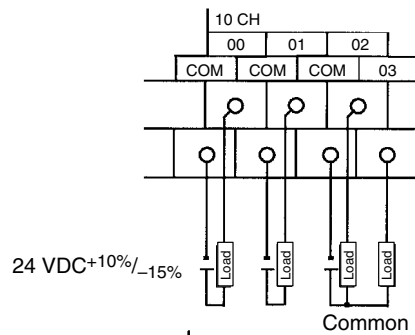 10 CH
00 01 02
COM COM COM 03
Load Load Load Load
24 VDC+10%/–15%
Common